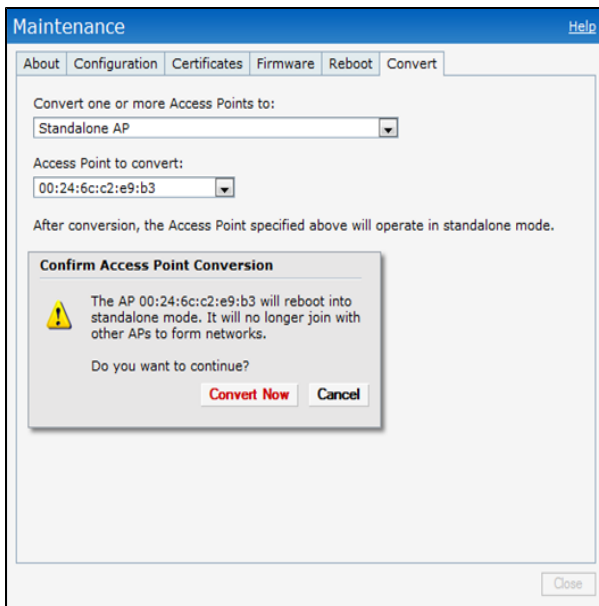 Maintenance
Help
About Configuration Certificates Firmware Reboot Convert
Convert one or more Access Points to:
Standalone AP
Access Point to convert:
00:24:6c:c2:e9:b3
After conversion, the Access Point specified above will operate in standalone mode.
Confirm Access Point Conversion
The AP 00:24:6c:c2:e9:b3 will reboot into
standalone mode. It will no longer join with
other APs to form networks.
Do you want to continue?
Convert Now Cancel
Close